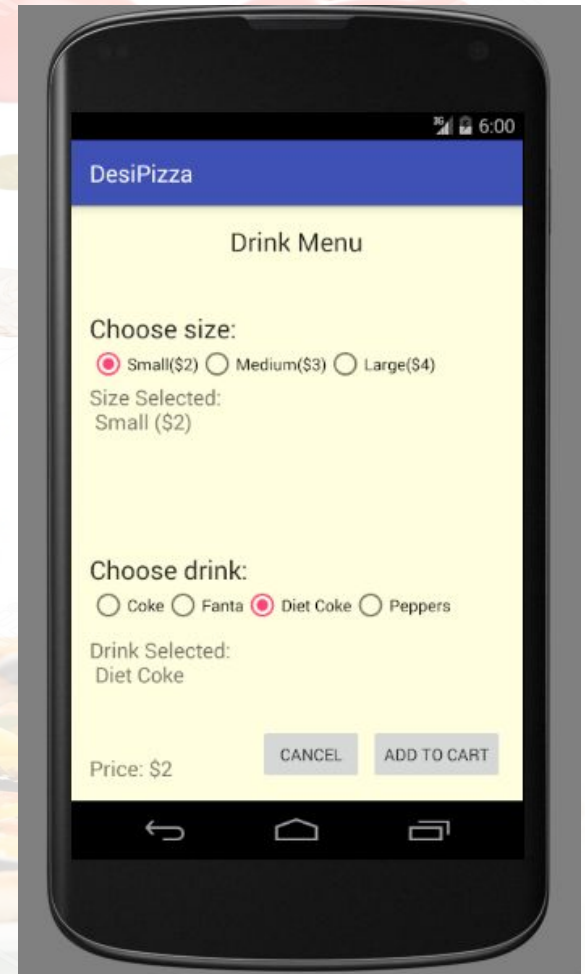 3G 6:00
DesiPizza
Drink Menu
Choose size:
Small($2) Medium($3) Large($4)
Size Selected:
Small ($2)
Choose drink:
Coke Fanta Diet Coke Peppers
Drink Selected:
Diet Coke
Price: $2 CANCEL ADD TO CART